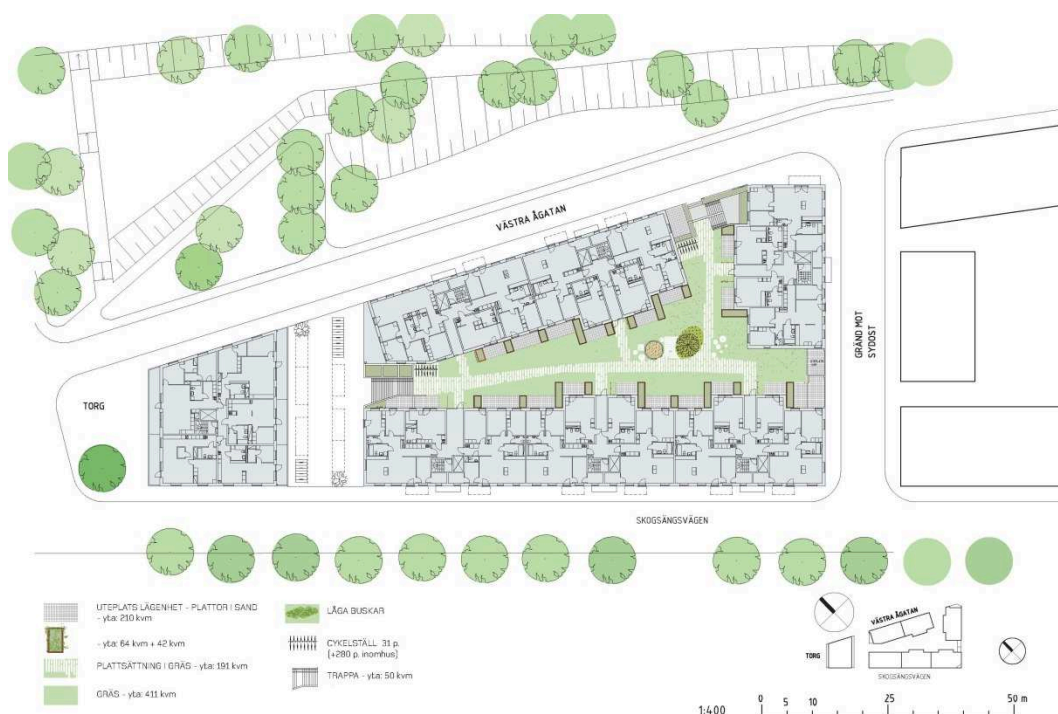 VÄSTRA ÅGATAN
GRÄND MOT
SYDOST
TORG
SKOGSÄNGSVÄGEN
UTEPLATS LÄGENHET - PLATTOR I SAND
- yta: 210 kvm
- yta: 64 kvm + 42 kvm
PLATTSÄTTNING I GRÄS - yta: 191 kvm
GRÄS - yta: 411 kvm
LÅGA BUSKAR
CYKELSTÄLL 31 p.
(+280 p. inomhus)
TRAPPA - yta: 50 kvm
VÄSTRA ÅGATAN
TORG
SKOGSÄNGSVÄGEN
1:400
0 5 10 25 50 m